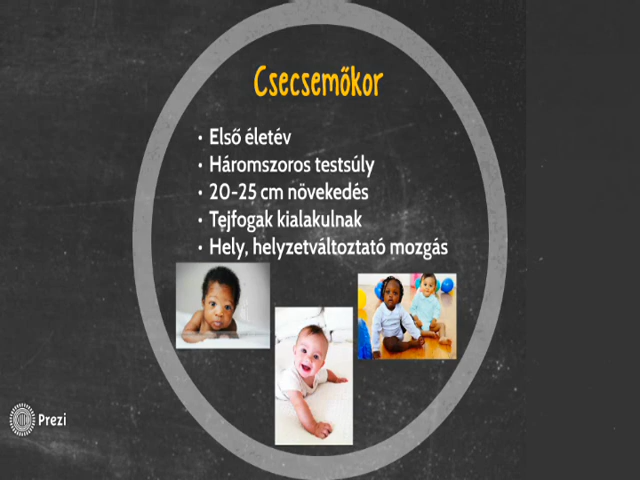 Csecsemőkor
• Első életév
• Háromszoros testsúly
• 20-25 cm növekedés
• Tejfogak kialakulnak
• Hely, helyzetváltoztató mozgás
Prezi